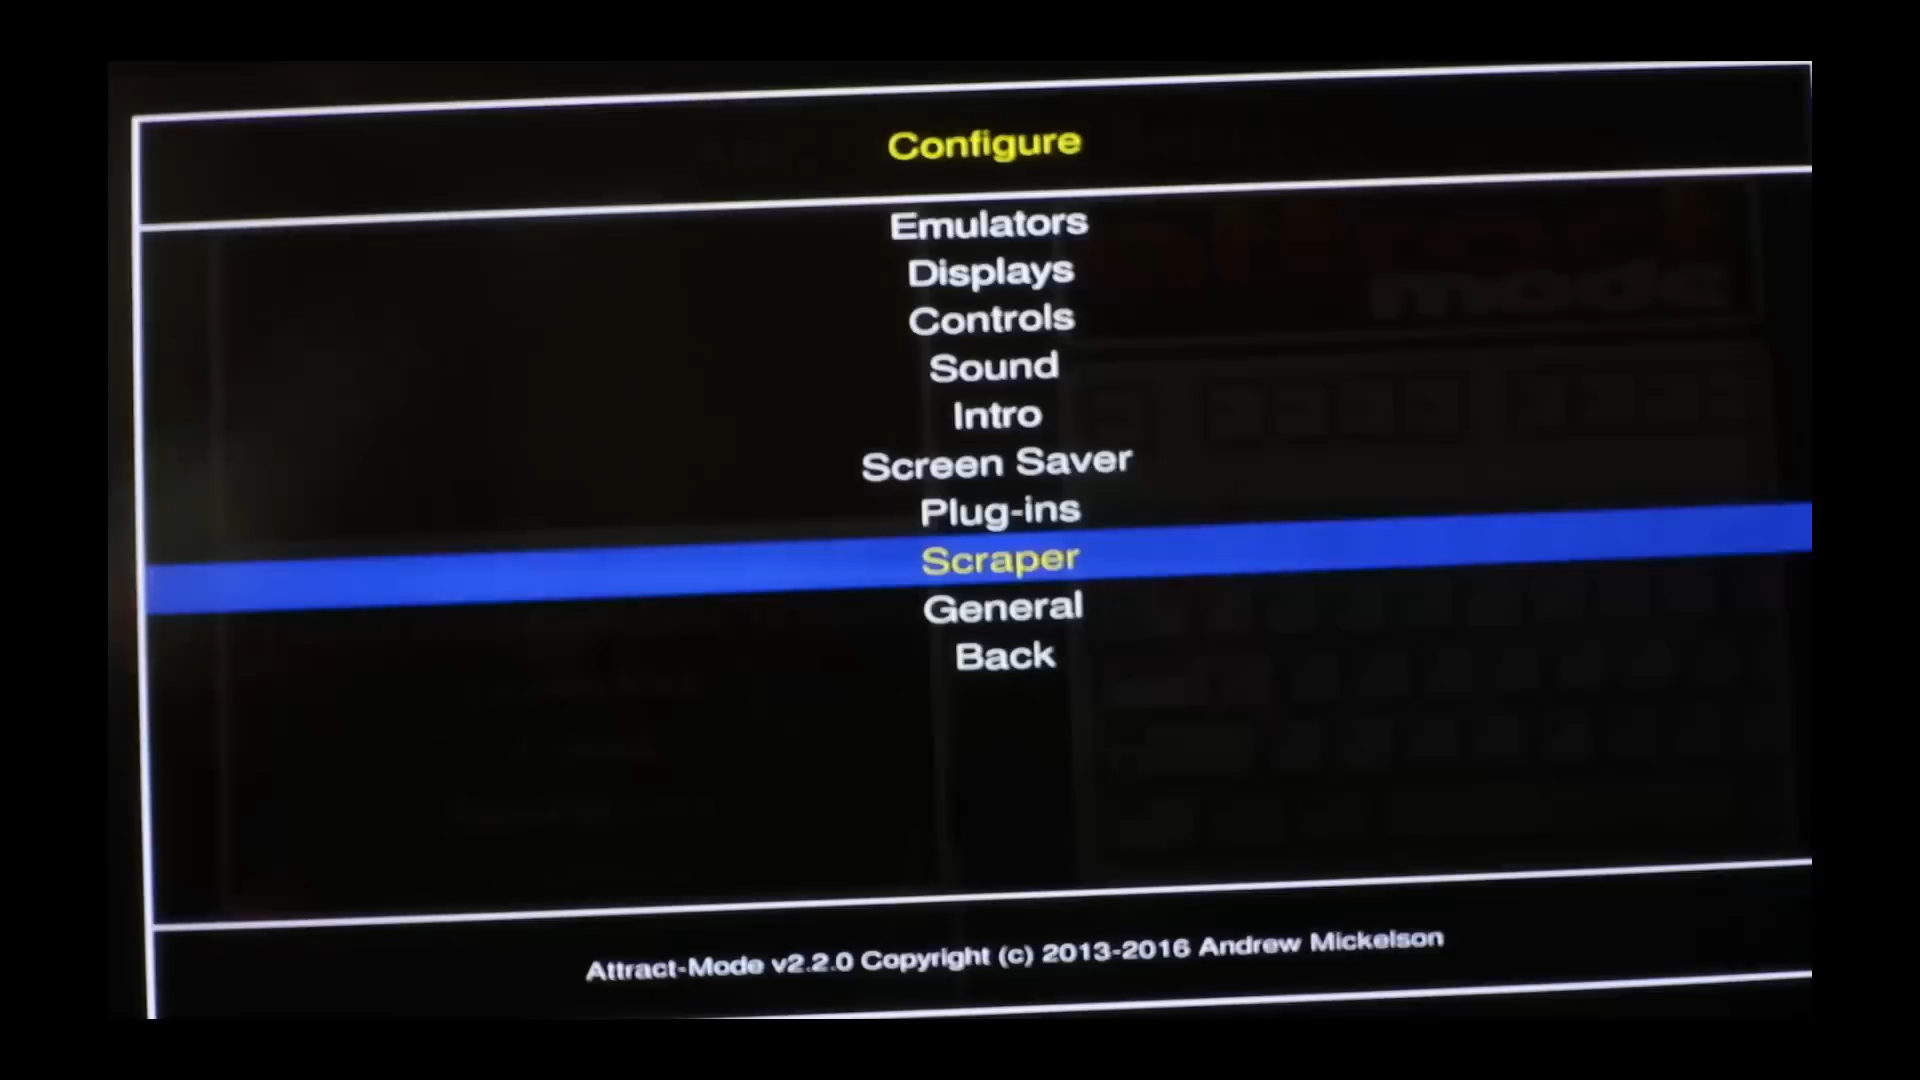 Configure
Emulators
Displays
Controls
Sound
Intro
Screen Saver
Plug-ins
Scraper
General
Back
mode
Attract-Mode v2.2.0 Copyright (c) 2013-2016 Andrew Mickelson